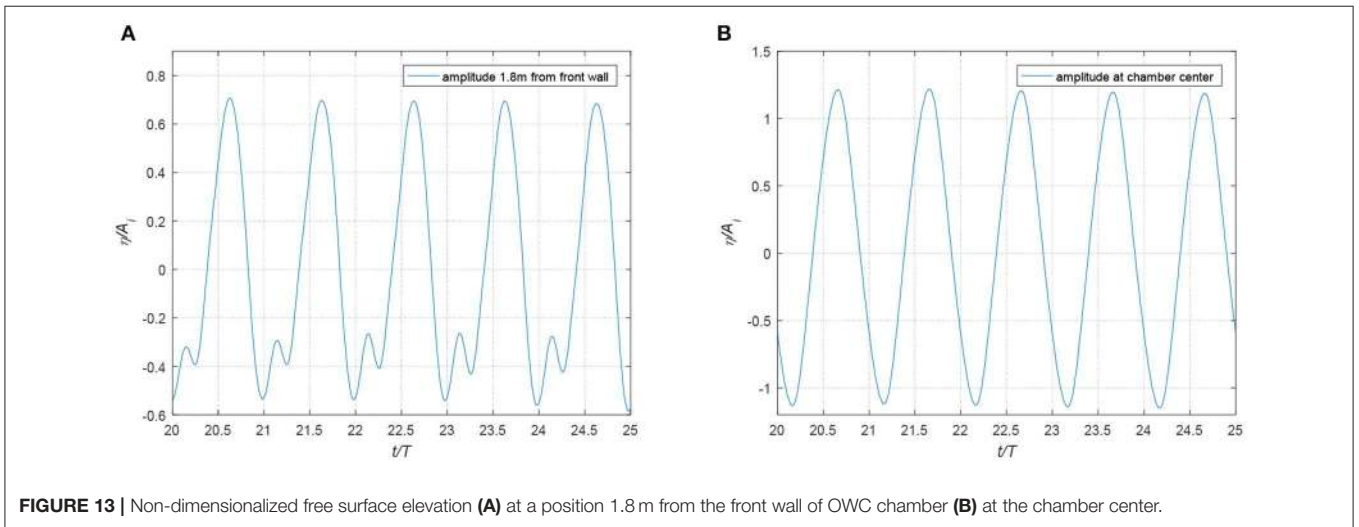 A
B
amplitude 1.8m from front wall
amplitude at chamber center
0.8
0.6
0.4
0.2
0
-0.2
-0.4
-0.6
η/Ai
20 20.5 21 21.5 22 22.5 23 23.5 24 24.5 25
t/T
1.5
1
0.5
0
-0.5
-1
η/Ai
20 20.5 21 21.5 22 22.5 23 23.5 24 24.5 25
t/T
FIGURE 13 | Non-dimensionalized free surface elevation (A) at a position 1.8 m from the front wall of OWC chamber (B) at the chamber center.